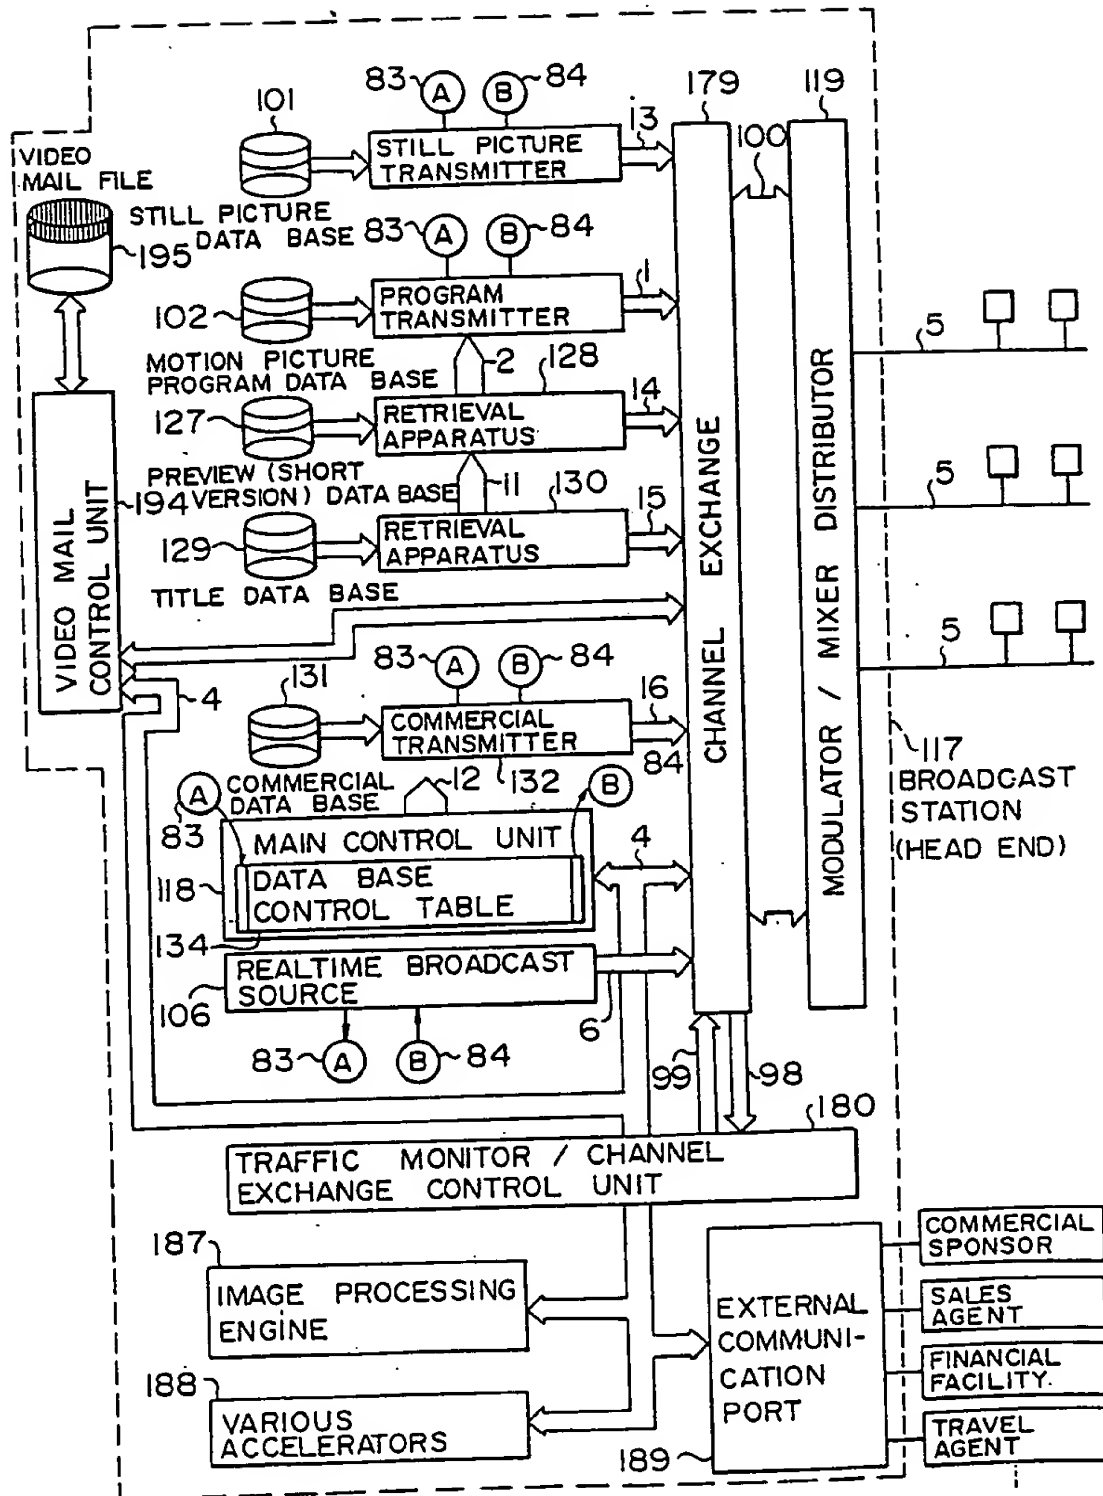 83 A B 84
179
119
101
13
100
STILL PICTURE
TRANSMITTER
VIDEO
MAIL FILE
STILL PICTURE
DATA BASE
195
83 A B 84
1
102
PROGRAM
TRANSMITTER
5
MOTION PICTURE
PROGRAM DATA BASE
2
128
127
RETRIEVAL
APPARATUS
14
PREVIEW (SHORT
VERSION) DATA BASE
194
11
130
5
129
RETRIEVAL
APPARATUS
15
TITLE DATA BASE
VIDEO MAIL
CONTROL UNIT
CHANNEL EXCHANGE
MODULATOR / MIXER DISTRIBUTOR
5
83 A B 84
4
131
16
COMMERCIAL
TRANSMITTER
84
132
COMMERCIAL
DATA BASE
12
B
A
83
117
BROADCAST
STATION
(HEAD END)
MAIN CONTROL UNIT
4
118
DATA BASE
CONTROL TABLE
134
REALTIME BROADCAST
SOURCE
106
6
83 A B 84
99
98
180
TRAFFIC MONITOR / CHANNEL
EXCHANGE CONTROL UNIT
187
IMAGE PROCESSING
ENGINE
188
VARIOUS
ACCELERATORS
EXTERNAL
COMMUNI-
CATION
PORT
189
COMMERCIAL
SPONSOR
SALES
AGENT
FINANCIAL
FACILITY.
TRAVEL
AGENT